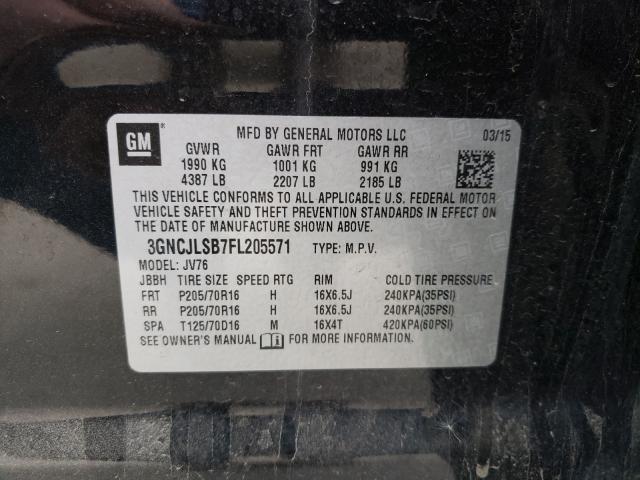 GM
MFD BY GENERAL MOTORS LLC 03/15
GVWR GAWR FRT GAWR RR
1990 KG 1001 KG 991 KG
4387 LB 2207 LB 2185 LB
THIS VEHICLE CONFORMS TO ALL APPLICABLE U.S. FEDERAL MOTOR
VEHICLE SAFETY AND THEFT PREVENTION STANDARDS IN EFFECT ON
THE DATE OF MANUFACTURE SHOWN ABOVE.
3GNCJLSB7FL205571 TYPE: M.P.V.
MODEL: JV76
JBBH TIRE SIZE SPEED RTG RIM COLD TIRE PRESSURE
FRT P205/70R16 H 16X6.5J 240KPA(35PSI)
RR P205/70R16 H 16X6.5J 240KPA(35PSI)
SPA T125/70D16 M 16X4T 420KPA(60PSI)
SEE OWNER'S MANUAL FOR MORE INFORMATION.